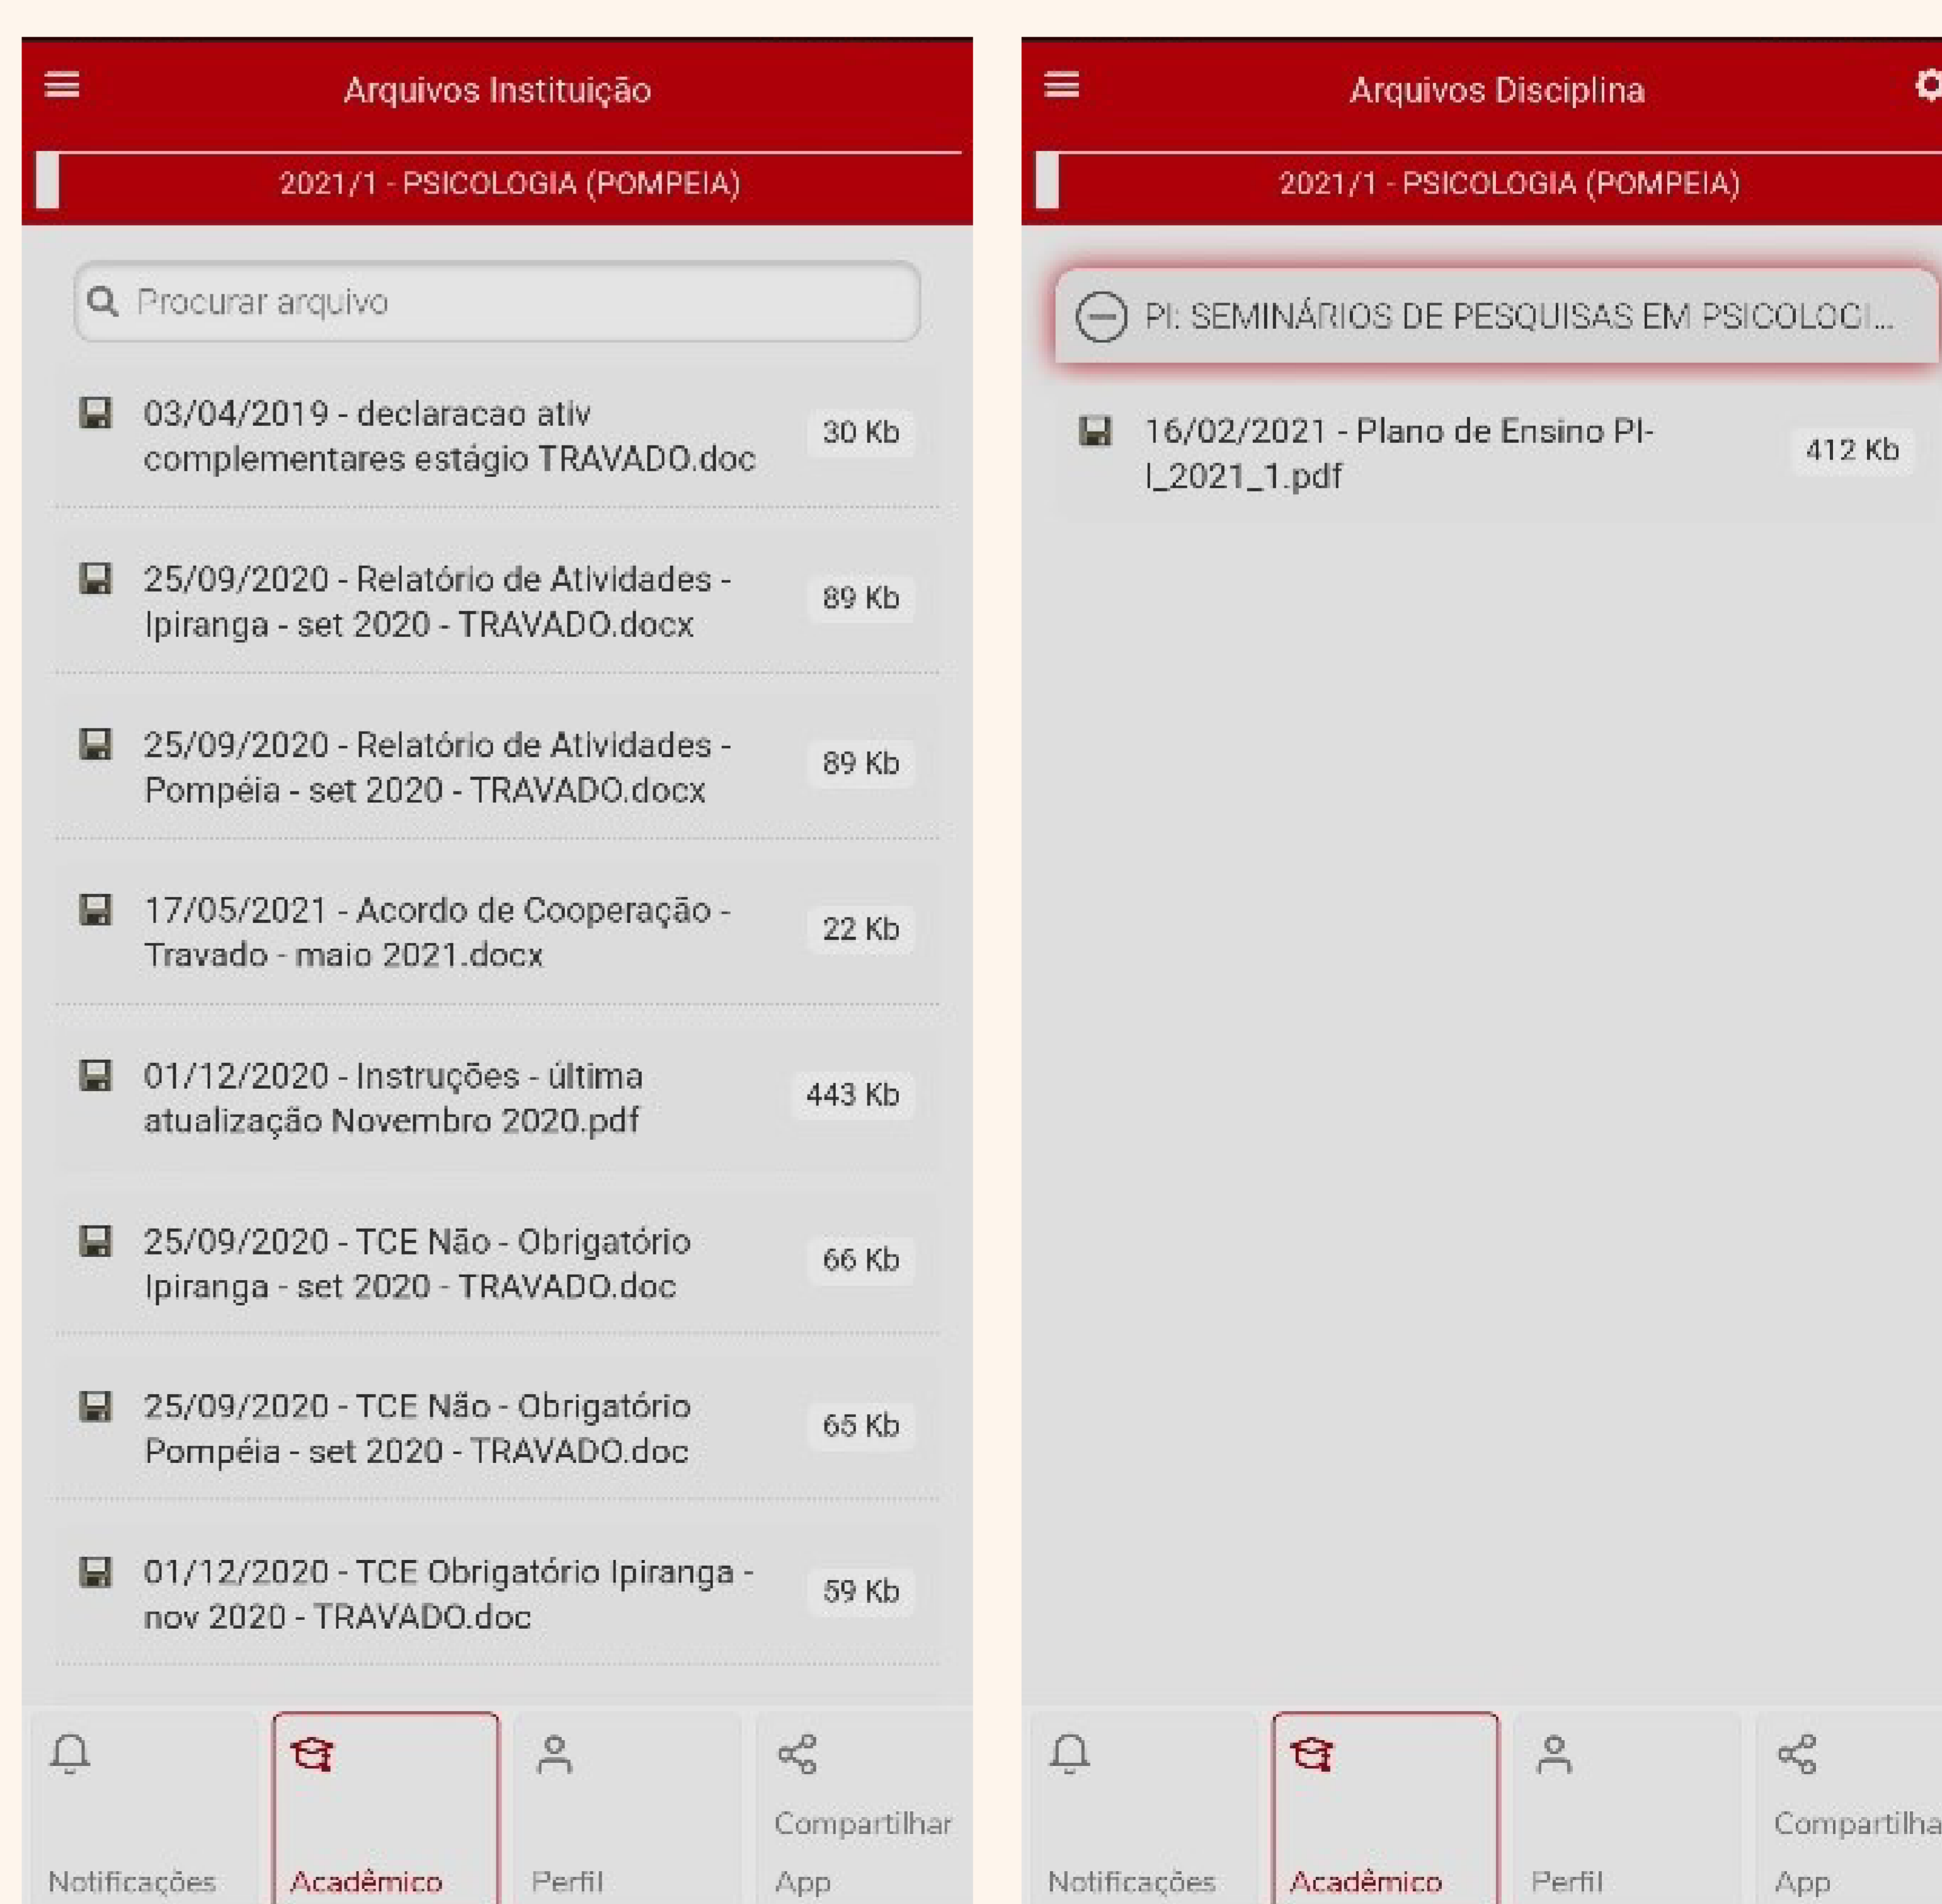 Arquivos Instituição
2021/1 - PSICOLOGIA (POMPEIA)
Procurar arquivo
03/04/2019 - declaracao ativ
complementares estágio TRAVADO.doc
30 Kb
25/09/2020 - Relatório de Atividades -
Ipiranga - set 2020 - TRAVADO.docx
89 Kb
25/09/2020 - Relatório de Atividades -
Pompéia - set 2020 - TRAVADO.docx
89 Kb
17/05/2021 - Acordo de Cooperação -
Travado - maio 2021.docx
22 Kb
01/12/2020 - Instruções - última
atualização Novembro 2020.pdf
443 Kb
25/09/2020 - TCE Não - Obrigatório
Ipiranga - set 2020 - TRAVADO.doc
66 Kb
25/09/2020 - TCE Não - Obrigatório
Pompéia - set 2020 - TRAVADO.doc
65 Kb
01/12/2020 - TCE Obrigatório Ipiranga -
nov 2020 - TRAVADO.doc
59 Kb
Notificações
Acadêmico
Perfil
Compartilhar
App
Arquivos Disciplina
2021/1 - PSICOLOGIA (POMPEIA)
PI: SEMINÁRIOS DE PESQUISAS EM PSICOLOGI...
16/02/2021 - Plano de Ensino PI-
I_2021_1.pdf
412 Kb
Notificações
Acadêmico
Perfil
Compartilha
App